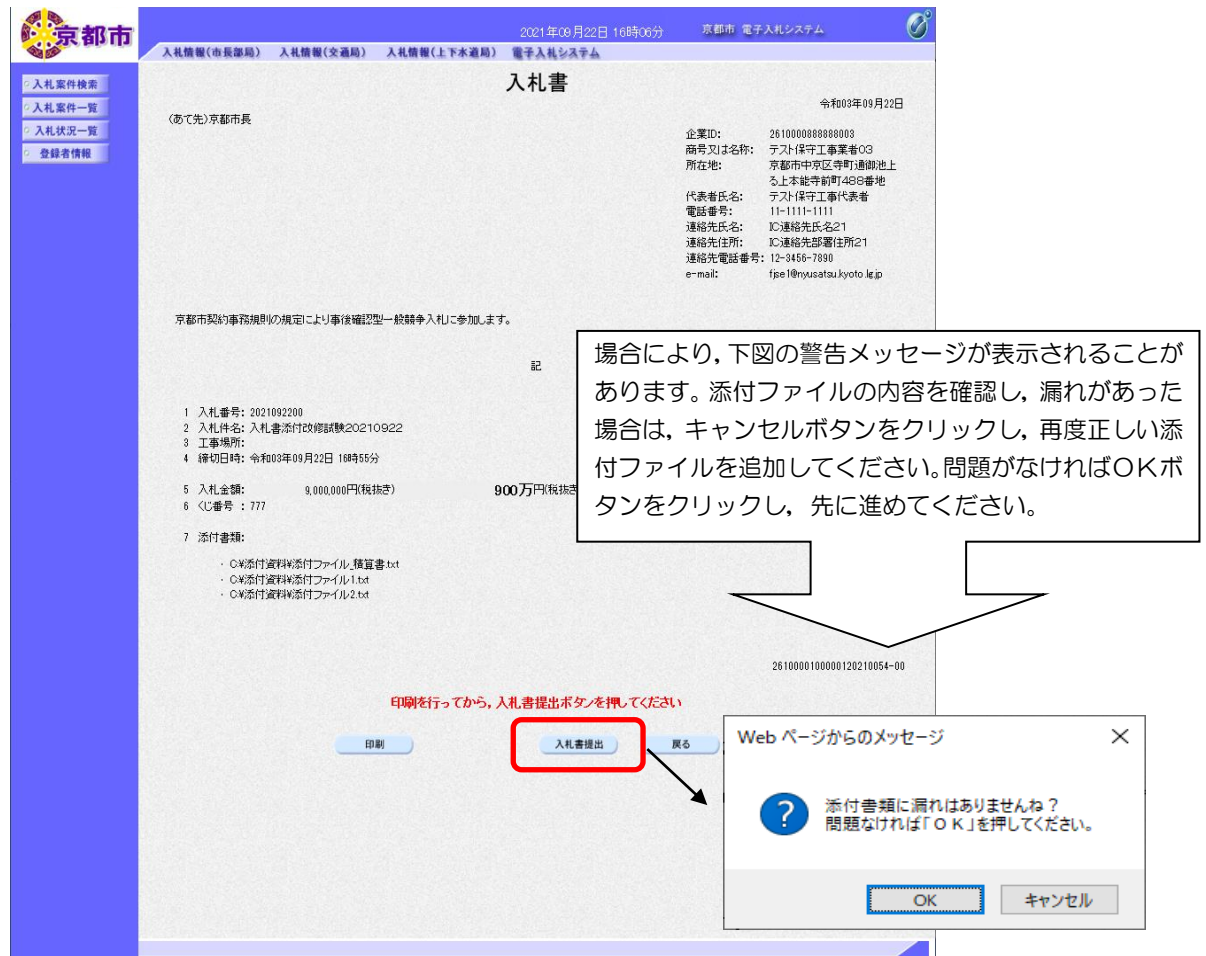 京都市
2021年09月22日 16時06分
京都市 電子入札システム
入札情報(市長部局) 入札情報(交通局) 入札情報(上下水道局) 電子入札システム
入札案件検索
入札案件一覧
入札状況一覧
登録者情報
入札書
令和03年09月22日
(あて先)京都市長
企業ID: 2610000888888003
商号又は名称: テスト保守工事業者03
所在地: 京都市中京区寺町通御池上
る上本能寺前町488番地
代表者氏名: テスト保守工事代表者
電話番号: 11-1111-1111
連絡先氏名: IC連絡先氏名21
連絡先住所: IC連絡先部署住所21
連絡先電話番号: 12-3456-7890
e-mail: fjse1@nyusatsu.kyoto.lg.jp
京都市契約事務規則の規定により事後確認型一般競争入札に参加します。
記
1 入札番号: 2021092200
2 入札件名: 入札書添付改修試験20210922
3 工事場所:
4 締切日時: 令和03年09月22日 16時55分
5 入札金額: 9,000,000円(税抜き) 900万円(税抜き
6 くじ番号 : 777
7 添付書類:
・ C:¥添付資料¥添付ファイル_積算書.txt
・ C:¥添付資料¥添付ファイル1.txt
・ C:¥添付資料¥添付ファイル2.txt
場合により,下図の警告メッセージが表示されることが
あります。添付ファイルの内容を確認し,漏れがあった
場合は,キャンセルボタンをクリックし,再度正しい添
付ファイルを追加してください。問題がなければOKボ
タンをクリックし, 先に進めてください。
2610000100000120210054-00
印刷を行ってから,入札書提出ボタンを押してください
印刷
入札書提出
戻る
Web ページからのメッセージ
添付書類に漏れはありませんね?
問題なければ「OK」を押してください。
OK
キャンセル